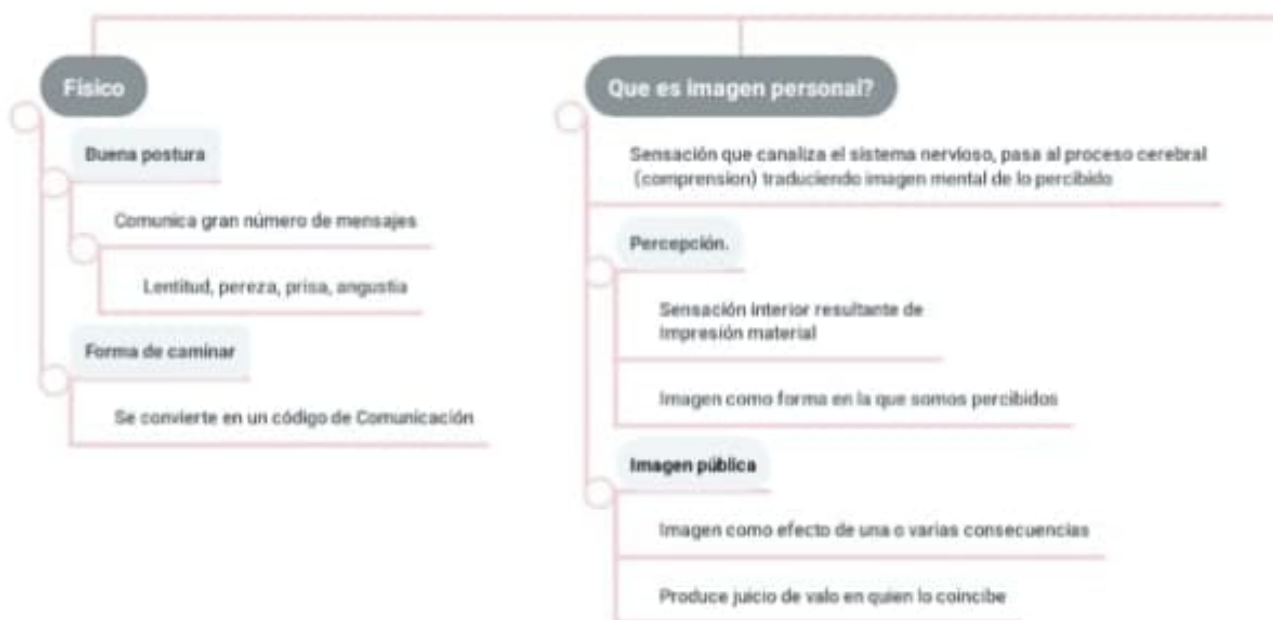 Físico
Buena postura
Comunica gran número de mensajes
Lentitud, pereza, prisa, angustia
Forma de caminar
Se convierte en un código de Comunicación
Que es imagen personal?
Sensación que canaliza el sistema nervioso, pasa al proceso cerebral
(comprension) traduciendo imagen mental de lo percibido
Percepción.
Sensación interior resultante de
Impresión material
Imagen como forma en la que somos percibidos
Imagen pública
Imagen como efecto de una o varias consecuencias
Produce juicio de valo en quien lo coincibe